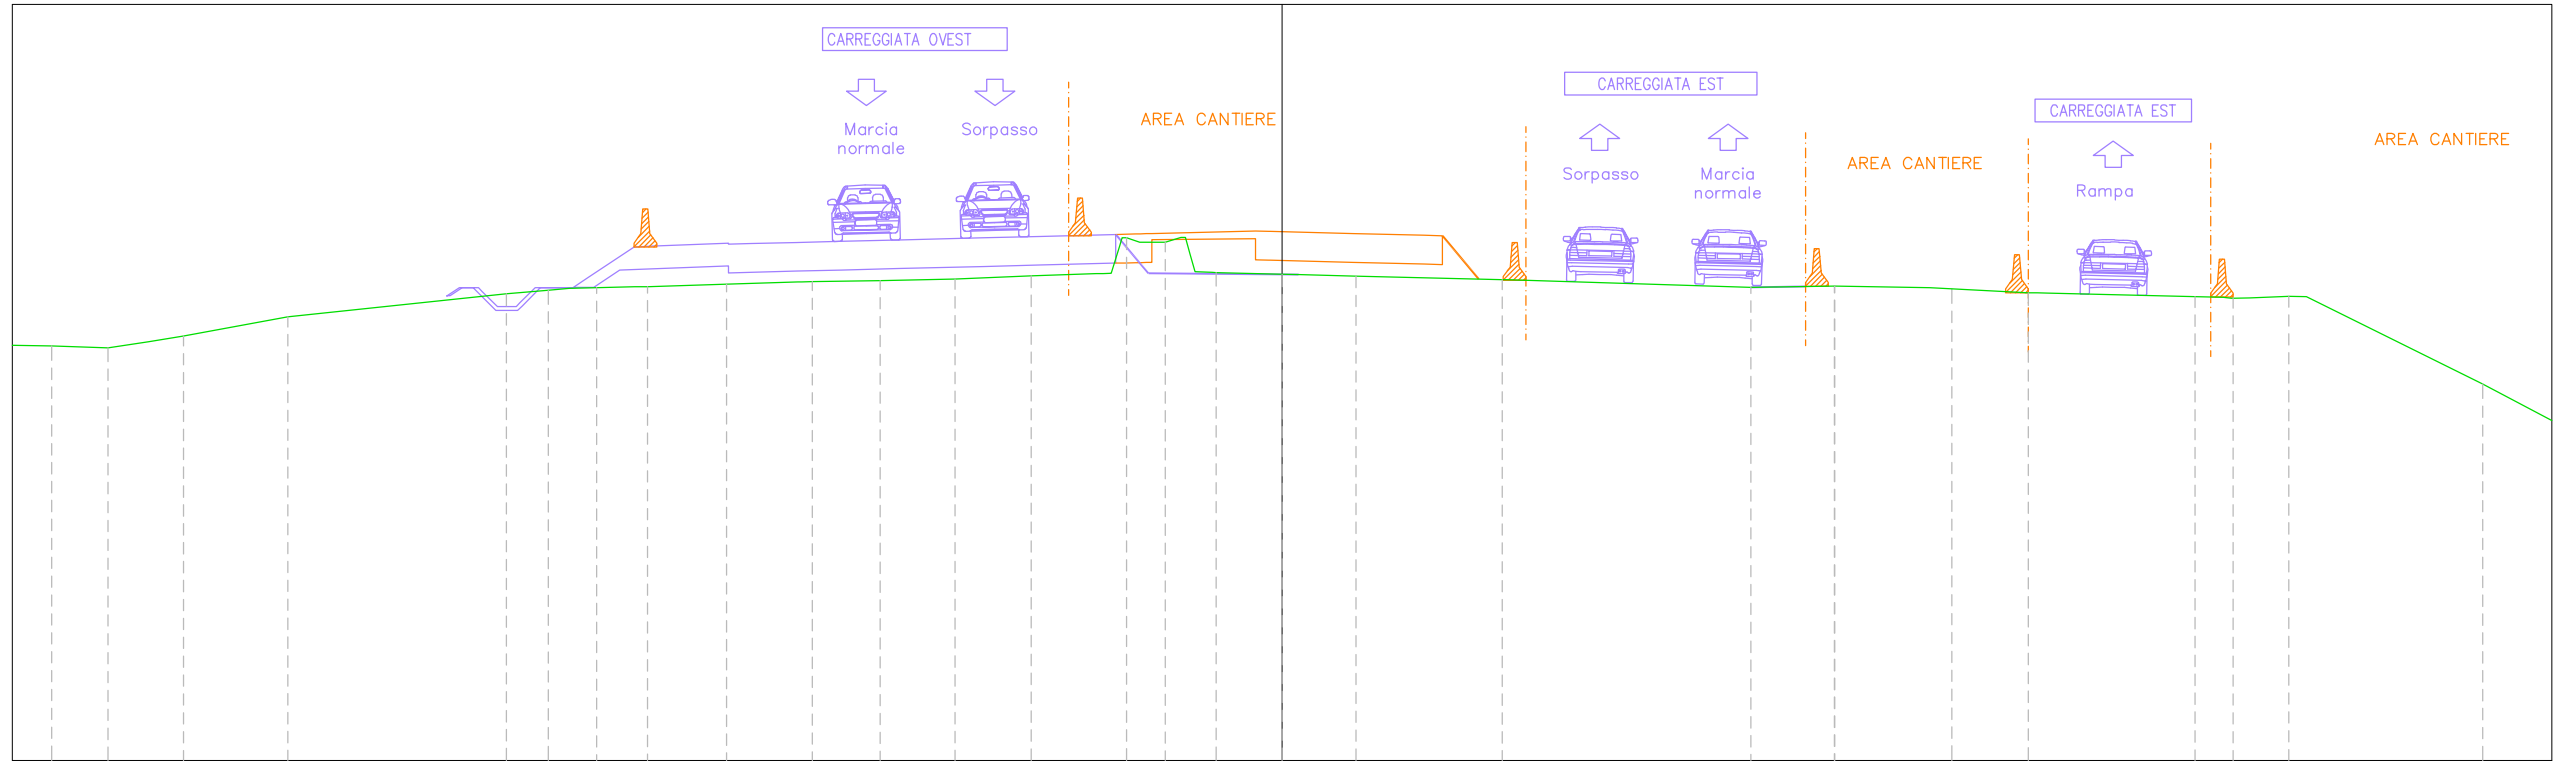 CARREGGIATA OVEST
Marcia
normale
Sorpasso
AREA CANTIERE
CARREGGIATA EST
Sorpasso
Marcia
normale
AREA CANTIERE
CARREGGIATA EST
Rampa
AREA CANTIERE